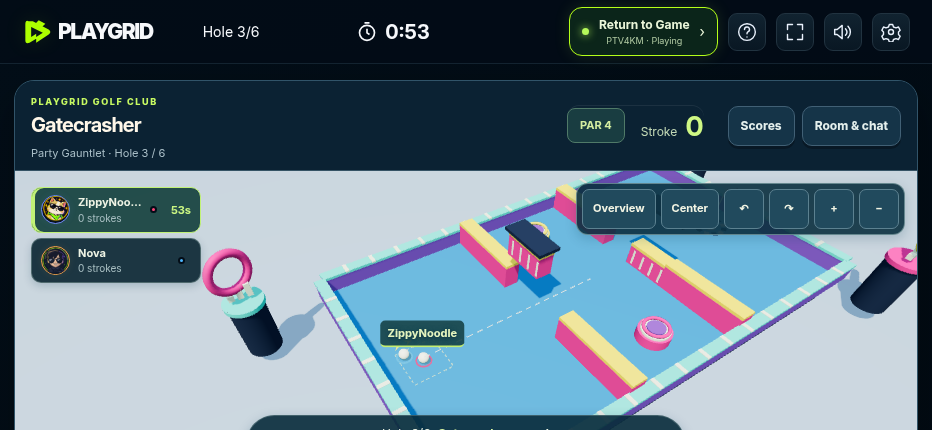 PLAYGRID
Hole 3/6
0:53
Return to Game
PTV4KM · Playing
›
PLAYGRID GOLF CLUB
Gatecrasher
Party Gauntlet · Hole 3 / 6
PAR 4
Stroke 0
Scores
Room & chat
ZippyNoo...
0 strokes
53s
Nova
0 strokes
Overview
Center
↶
↷
+
−
ZippyNoodle